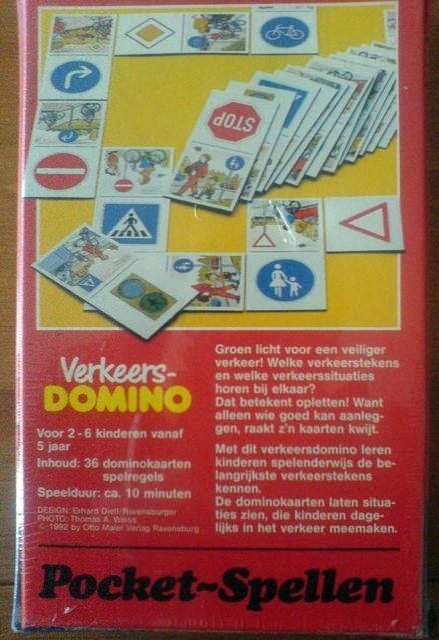 STOP
Verkeers-
DOMINO
Voor 2 - 6 kinderen vanaf
5 jaar
Inhoud: 36 dominokaarten
spelregels
Speelduur: ca. 10 minuten
DESIGN: Erhard Dietl/Ravensburger
PHOTO: Thomas A. Weiss
© 1992 by Otto Maier Verlag Ravensburg
Groen licht voor een veiliger
verkeer! Welke verkeerstekens
en welke verkeerssituaties
horen bij elkaar?
Dat betekent opletten! Want
alleen wie goed kan aanleg-
gen, raakt z'n kaarten kwijt.
Met dit verkeersdomino leren
kinderen spelenderwijs de be-
langrijkste verkeerstekens
kennen.
De dominokaarten laten situa-
ties zien, die kinderen dage-
lijks in het verkeer meemaken.
Pocket~Spellen